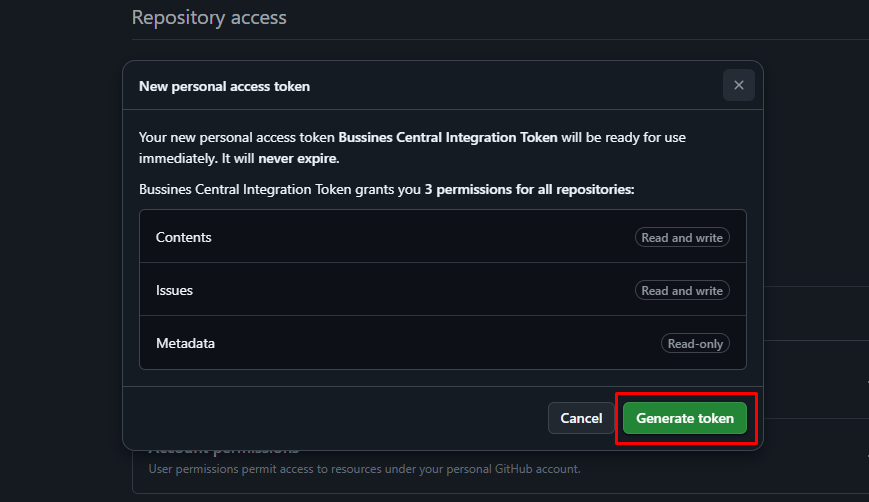 Repository access
New personal access token
Your new personal access token Bussines Central Integration Token will be ready for use
immediately. It will never expire.
Bussines Central Integration Token grants you 3 permissions for all repositories:
Contents
Read and write
Issues
Read and write
Metadata
Read-only
Cancel
Generate token
Account permissions
User permissions permit access to resources under your personal GitHub account.